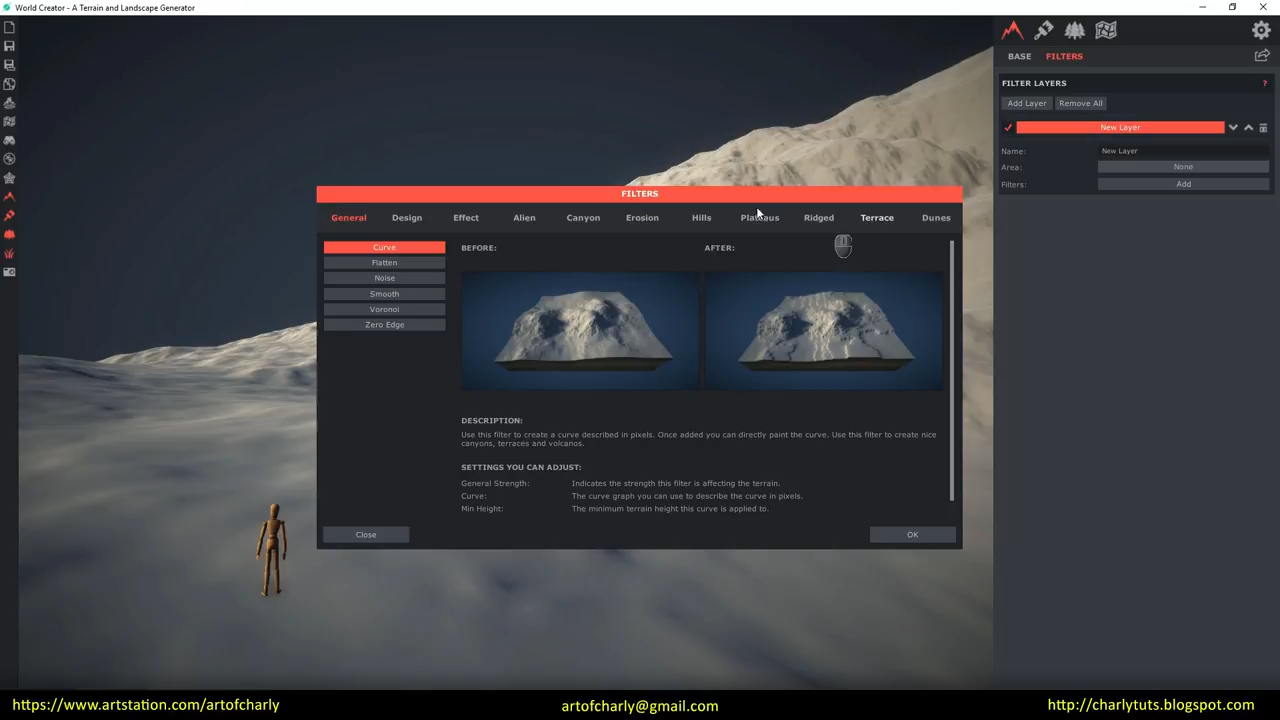 World Creator - A Terrain and Landscape Generator
BASE
FILTERS
FILTER LAYERS
?
Add Layer
Remove All
New Layer
Name:
New Layer
Area:
None
Filters:
Add
FILTERS
General
Design
Effect
Alien
Canyon
Erosion
Hills
Plateaus
Ridged
Terrace
Dunes
Curve
Flatten
Noise
Smooth
Voronoi
Zero Edge
BEFORE:
AFTER:
DESCRIPTION:
Use this filter to create a curve described in pixels. Once added you can directly paint the curve. Use this filter to create nice
canyons, terraces and volcanos.
SETTINGS YOU CAN ADJUST:
General Strength: Indicates the strength this filter is affecting the terrain.
Curve: The curve graph you can use to describe the curve in pixels.
Min Height: The minimum terrain height this curve is applied to.
Close
OK
https://www.artstation.com/artofcharly
artofcharly@gmail.com
http://charlytuts.blogspot.com